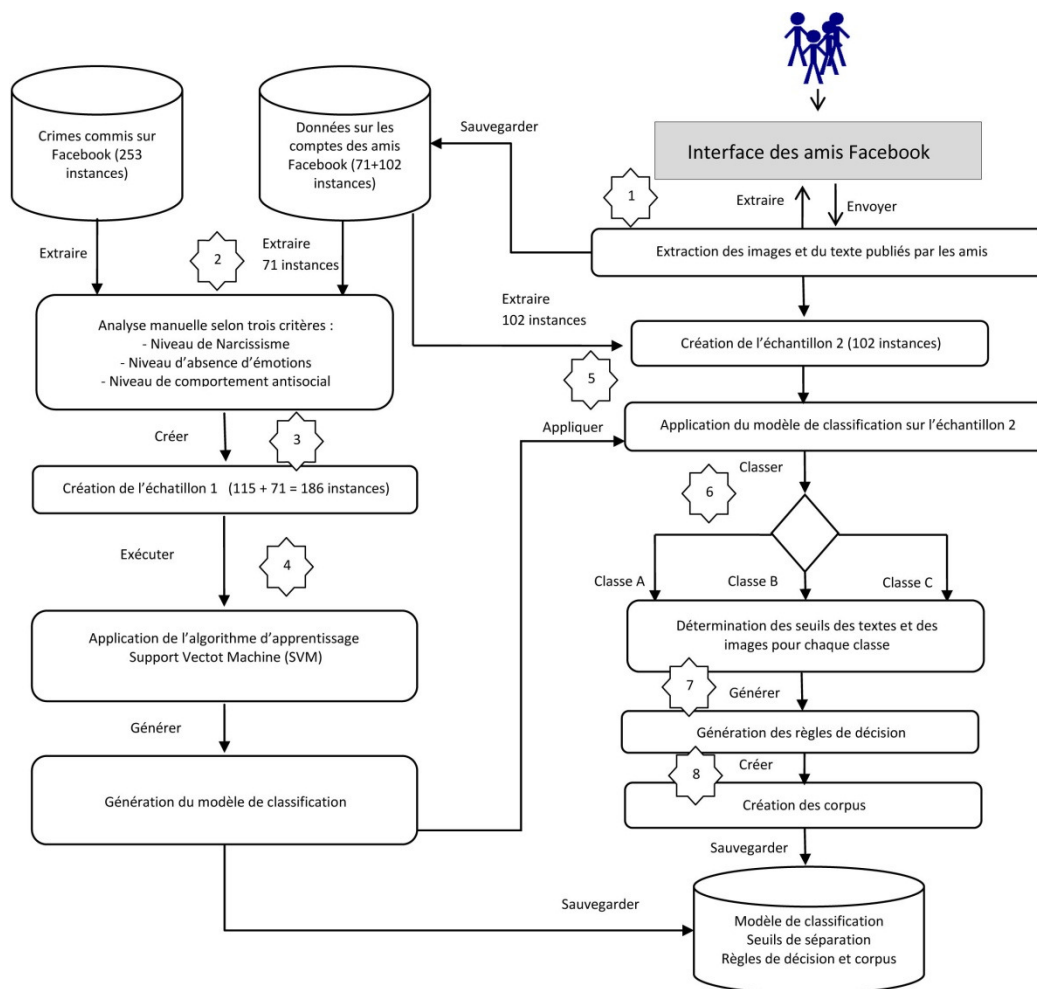 Crimes commis sur
Facebook (253
instances)
Données sur les
comptes des amis
Facebook (71+102
instances)
Sauvegarder
Interface des amis Facebook
1
Extraire
Envoyer
Extraction des images et du texte publiés par les amis
Extraire
2
Extraire
71 instances
Extraire
102 instances
Analyse manuelle selon trois critères :
- Niveau de Narcissisme
- Niveau d'absence d'émotions
- Niveau de comportement antisocial
Création de l'échantillon 2 (102 instances)
5
Créer
3
Appliquer
Application du modèle de classification sur l'échantillon 2
Création de l'échatillon 1 (115 + 71 = 186 instances)
Classer
6
Exécuter
4
Classe A
Classe B
Classe C
Application de l'algorithme d'apprentissage
Support Vectot Machine (SVM)
Détermination des seuils des textes et des
images pour chaque classe
7
Générer
Générer
Génération des règles de décision
8
Créer
Génération du modèle de classification
Création des corpus
Sauvegarder
Sauvegarder
Modèle de classification
Seuils de séparation
Règles de décision et corpus